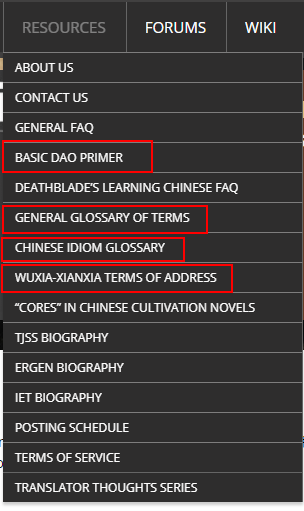 RESOURCES FORUMS WIKI
ABOUT US
CONTACT US
GENERAL FAQ
BASIC DAO PRIMER
DEATHBLADE'S LEARNING CHINESE FAQ
GENERAL GLOSSARY OF TERMS
CHINESE IDIOM GLOSSARY
WUXIA-XIANXIA TERMS OF ADDRESS
“CORES” IN CHINESE CULTIVATION NOVELS
TJSS BIOGRAPHY
ERGEN BIOGRAPHY
IET BIOGRAPHY
POSTING SCHEDULE
TERMS OF SERVICE
TRANSLATOR THOUGHTS SERIES